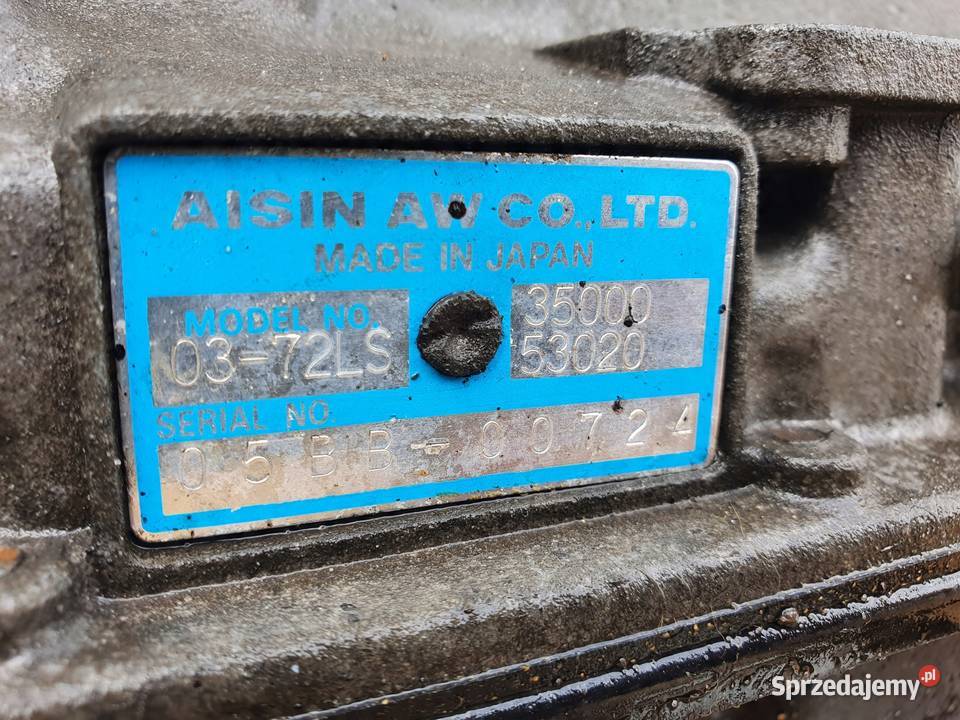 AISIN AW CO., LTD.
MADE IN JAPAN
MODEL NO. 35000
03-72LS 53020
SERIAL NO.
05BB-00724
Sprzedajemy.pl